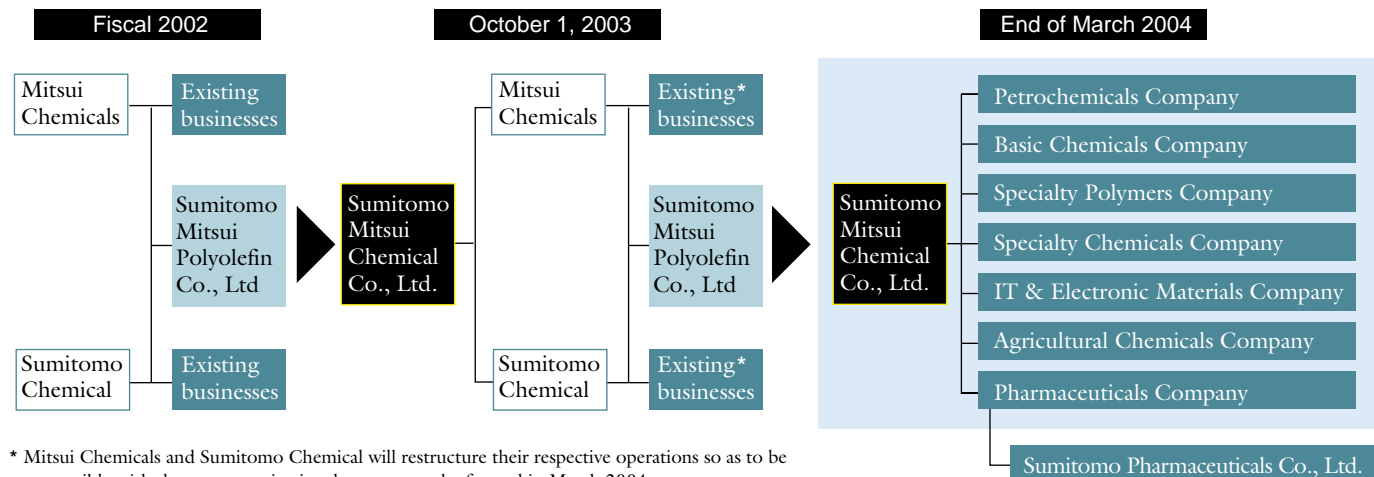 Fiscal 2002
October 1, 2003
End of March 2004
Mitsui
Chemicals
Existing
businesses
Sumitomo
Mitsui
Polyolefin
Co., Ltd
Sumitomo
Chemical
Existing
businesses
Sumitomo
Mitsui
Chemical
Co., Ltd.
Mitsui
Chemicals
Existing*
businesses
Sumitomo
Mitsui
Polyolefin
Co., Ltd
Sumitomo
Chemical
Existing*
businesses
Sumitomo
Mitsui
Chemical
Co., Ltd.
Petrochemicals Company
Basic Chemicals Company
Specialty Polymers Company
Specialty Chemicals Company
IT & Electronic Materials Company
Agricultural Chemicals Company
Pharmaceuticals Company
Sumitomo Pharmaceuticals Co., Ltd.
* Mitsui Chemicals and Sumitomo Chemical will restructure their respective operations so as to be